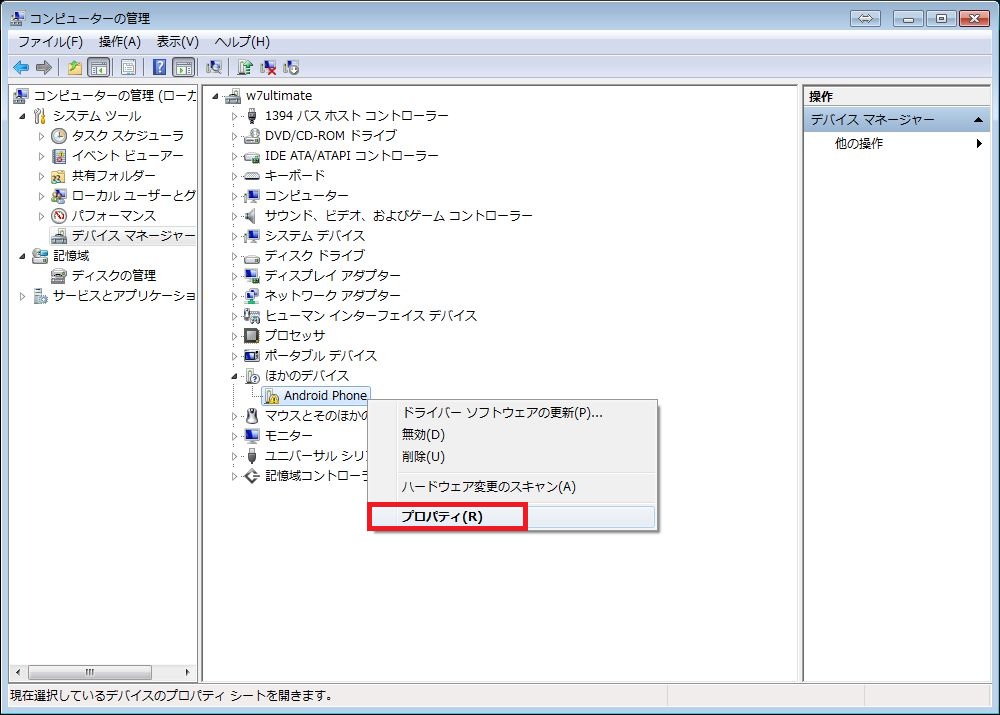 コンピューターの管理
ファイル(F) 操作(A) 表示(V) ヘルプ(H)
コンピューターの管理 (ローカ
システム ツール
タスク スケジューラ
イベント ビューアー
共有フォルダー
ローカル ユーザーとグ
パフォーマンス
デバイス マネージャー
記憶域
ディスクの管理
サービスとアプリケーショ
w7ultimate
1394 バス ホスト コントローラー
DVD/CD-ROM ドライブ
IDE ATA/ATAPI コントローラー
キーボード
コンピューター
サウンド、ビデオ、およびゲーム コントローラー
システム デバイス
ディスク ドライブ
ディスプレイ アダプター
ネットワーク アダプター
ヒューマン インターフェイス デバイス
プロセッサ
ポータブル デバイス
ほかのデバイス
Android Phone
マウスとそのほかの
モニター
ユニバーサル シリ
記憶域コントローラ
ドライバー ソフトウェアの更新(P)...
無効(D)
削除(U)
ハードウェア変更のスキャン(A)
プロパティ(R)
操作
デバイス マネージャー
他の操作
現在選択しているデバイスのプロパティ シートを開きます。